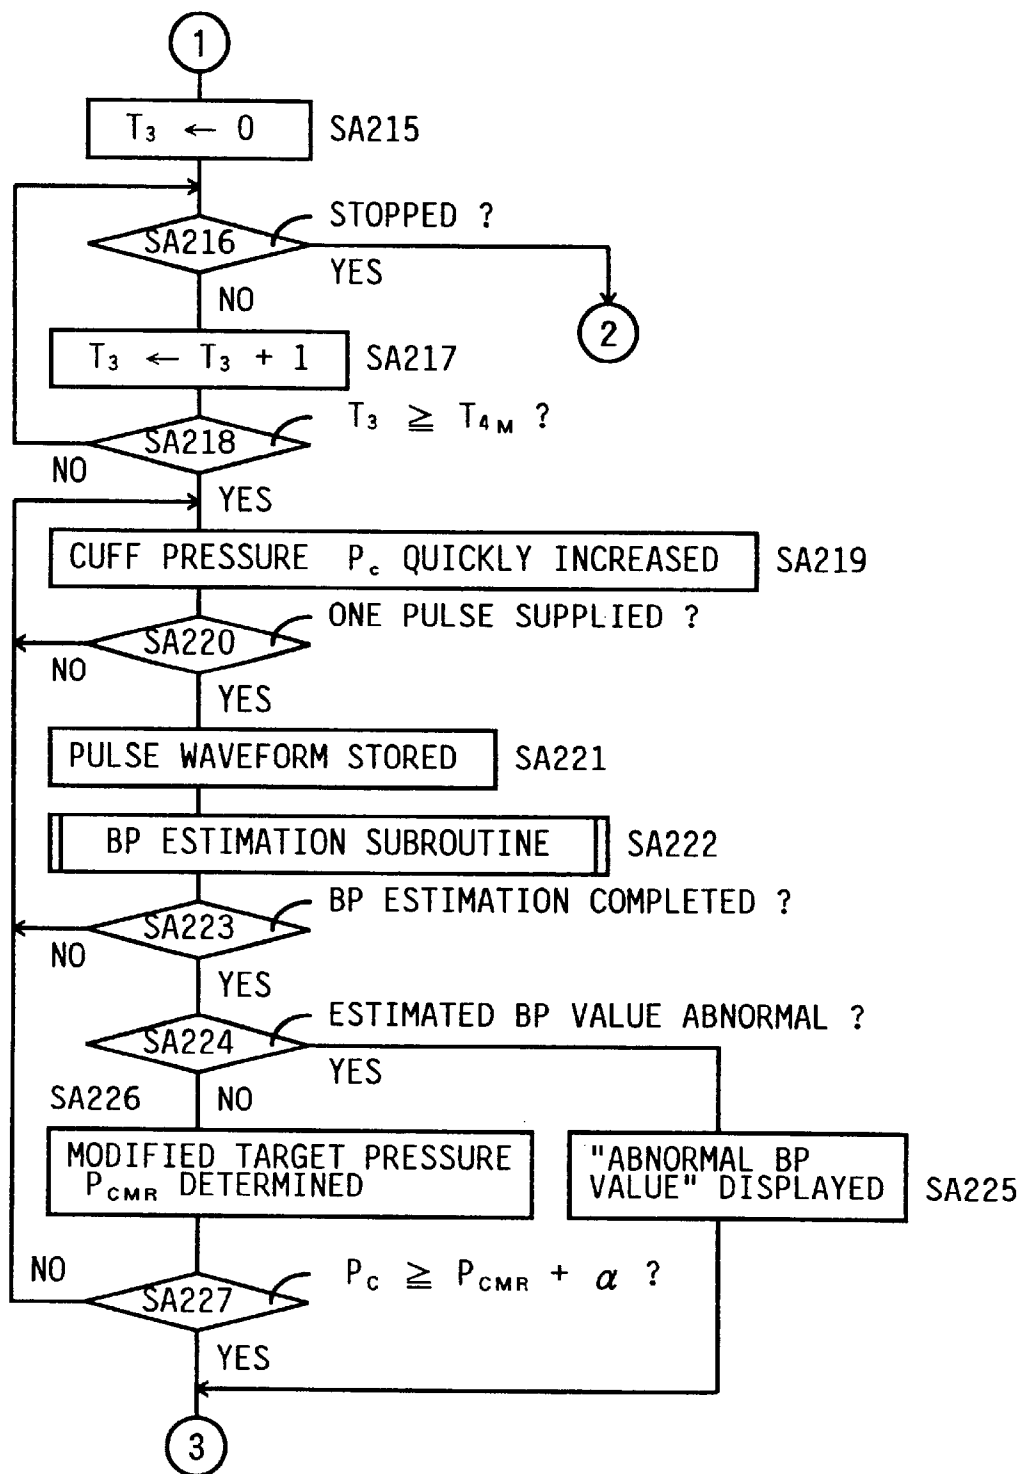 1
T₃ ← 0 SA215
STOPPED ?
SA216
YES
NO
2
T₃ ← T₃ + 1 SA217
T₃ ≧ T₄M ?
SA218
NO
YES
CUFF PRESSURE Pc QUICKLY INCREASED SA219
ONE PULSE SUPPLIED ?
SA220
NO
YES
PULSE WAVEFORM STORED SA221
BP ESTIMATION SUBROUTINE SA222
BP ESTIMATION COMPLETED ?
SA223
NO
YES
ESTIMATED BP VALUE ABNORMAL ?
SA224
YES
SA226 NO
MODIFIED TARGET PRESSURE
PCMR DETERMINED
"ABNORMAL BP
VALUE" DISPLAYED SA225
NO
PC ≧ PCMR + α ?
SA227
YES
3